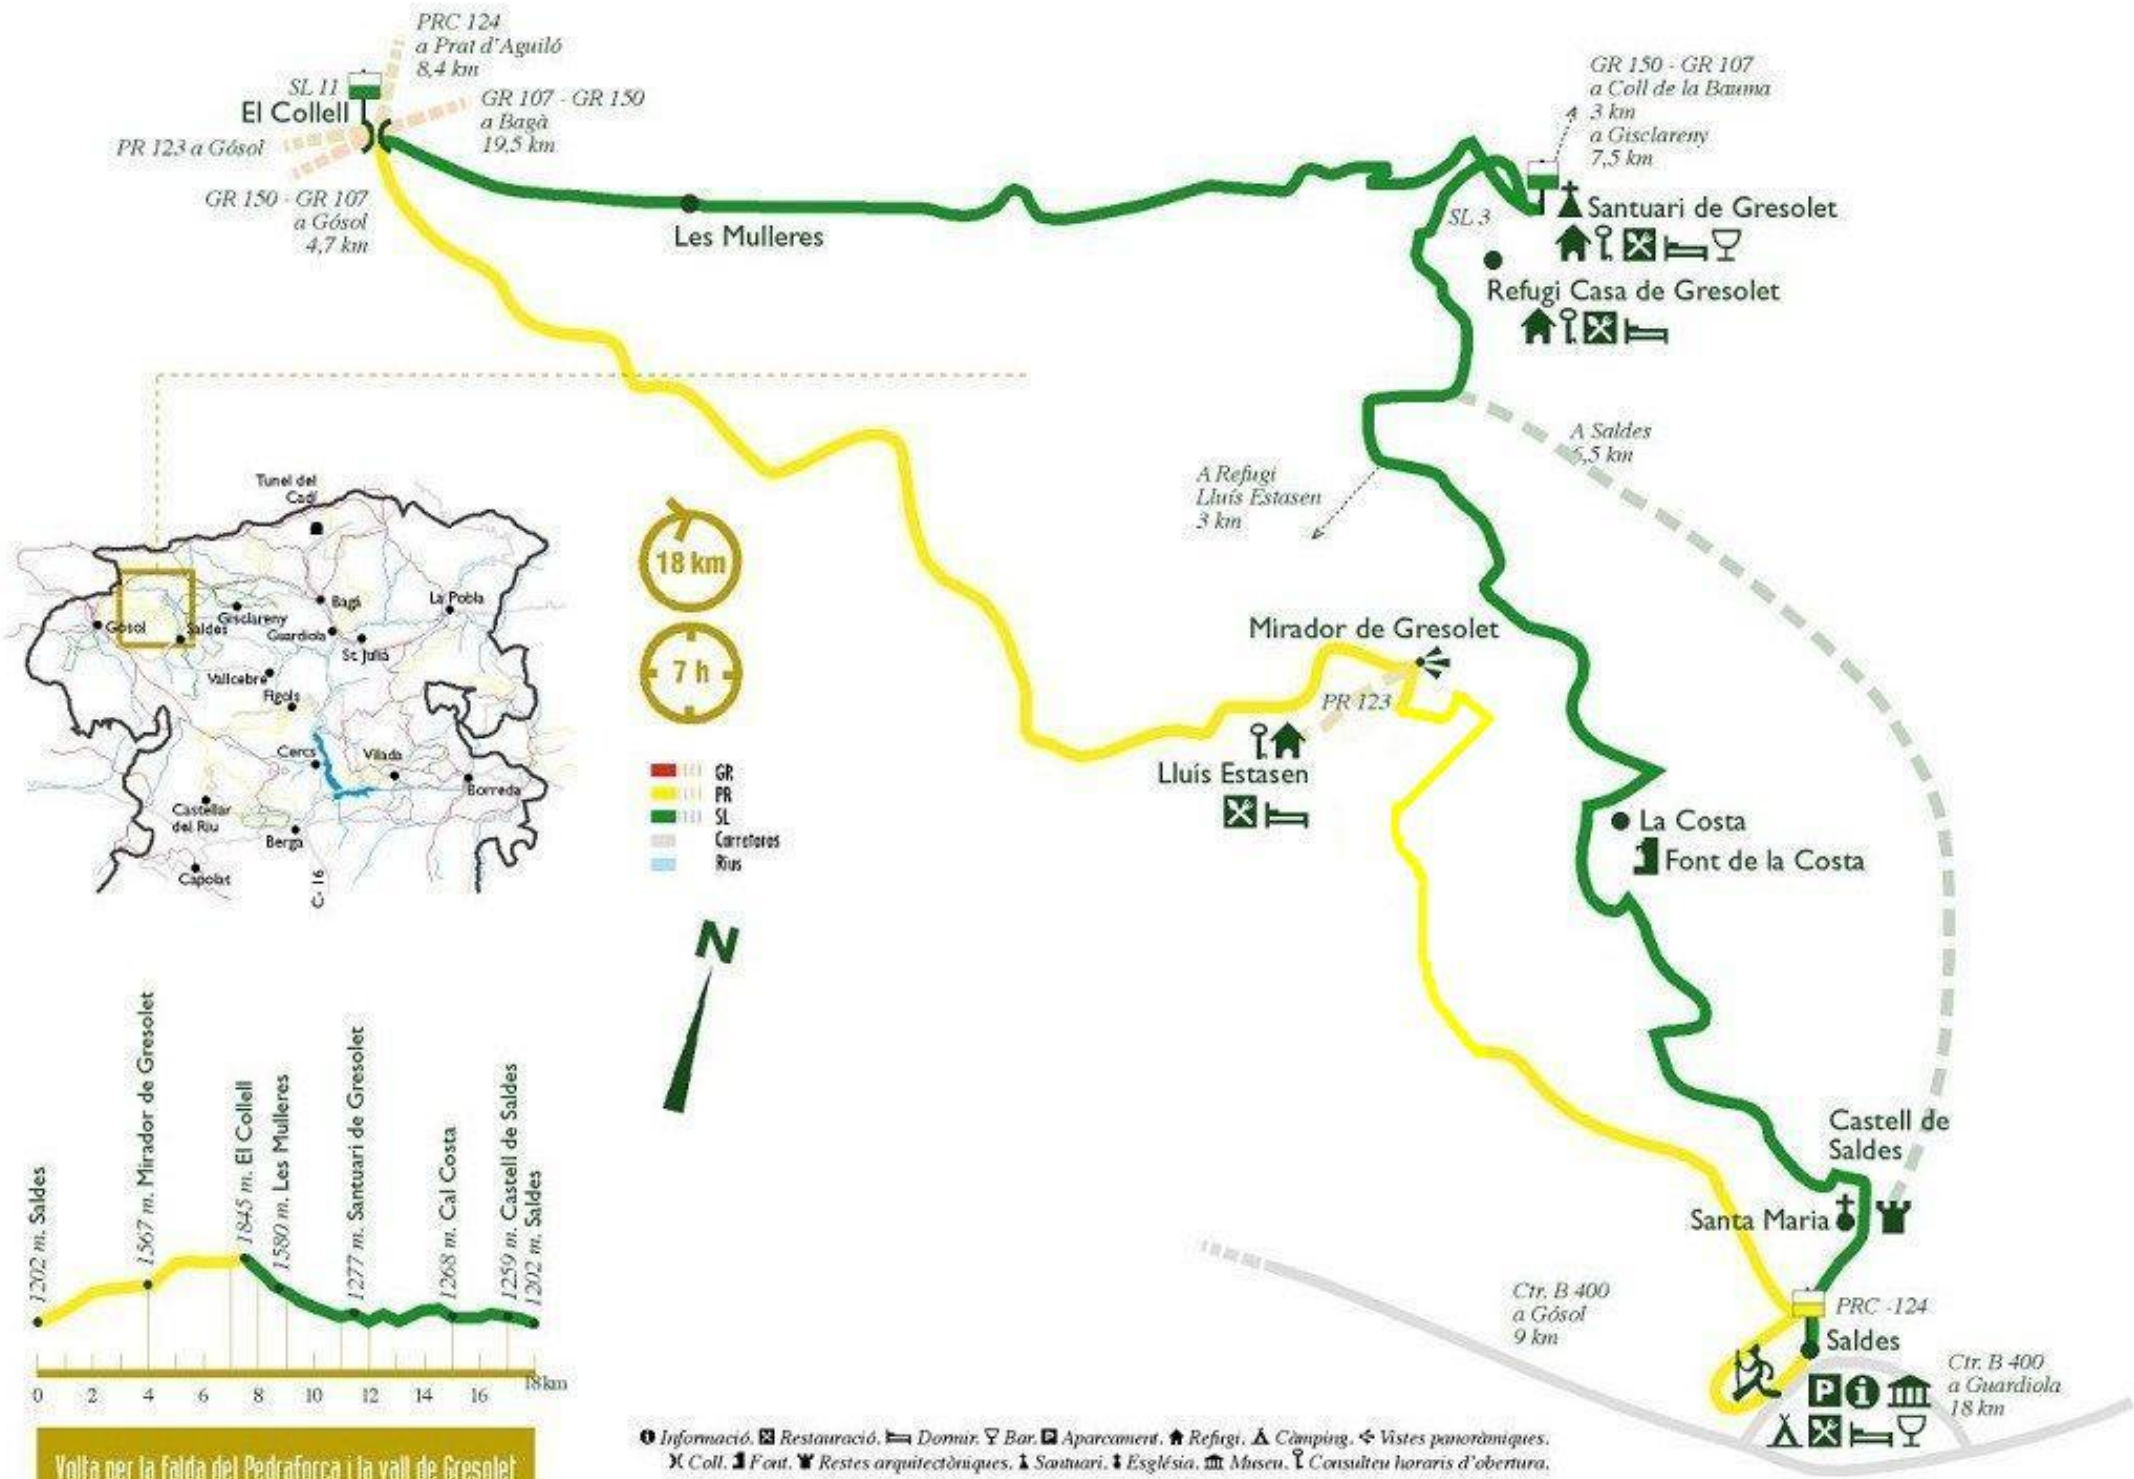 PRC 124
a Prat d'Aguiló
8,4 km
SL 11
El Collell
GR 107 - GR 150
a Bagà
19,5 km
PR 123 a Gósol
GR 150 - GR 107
a Gósol
4,7 km
Les Mulleres
GR 150 - GR 107
a Coll de la Bauma
3 km
a Gisclareny
7,5 km
SL 3
Santuari de Gresolet
Refugi Casa de Gresolet
A Saldes
6,5 km
A Refugi
Lluís Estasen
3 km
Mirador de Gresolet
PR 123
Lluís Estasen
La Costa
Font de la Costa
Castell de
Saldes
Santa Maria
PRC -124
Saldes
Ctr. B 400
a Gósol
9 km
Ctr. B 400
a Guardiola
18 km
P i
Tunel del
Cadí
Bagà
La Pobla
Gisclareny
Gósol
Saldes
Guardiola
St. Julià
Vallcebre
Fígols
Cercs
Vilada
Borredà
Castellar
del Riu
Berga
Capolat
C-16
18 km
7 h
GR
PR
SL
Carreteres
Rius
N
1202 m. Saldes
1567 m. Mirador de Gresolet
1845 m. El Collell
1580 m. Les Mulleres
1277 m. Santuari de Gresolet
1268 m. Cal Costa
1259 m. Castell de Saldes
1202 m. Saldes
0 2 4 6 8 10 12 14 16 18km
Volta per la falda del Pedraforca i la vall de Gresolet
Informació. Restauració. Dormir. Bar. Aparcament. Refugi. Càmping. Vistes panoràmiques.
Coll. Font. Restes arquitectòniques. Santuari. Església. Museu. Consulteu horaris d'obertura.